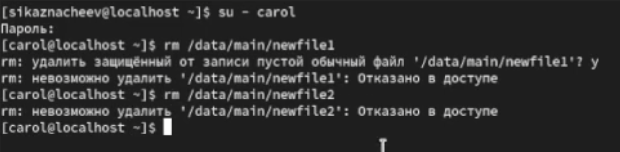 [sikaznacheev@localhost ~]$ su - carol
Пароль:
[carol@localhost ~]$ rm /data/main/newfile1
rm: удалить защищённый от записи пустой обычный файл '/data/main/newfile1'? y
rm: невозможно удалить '/data/main/newfile1': Отказано в доступе
[carol@localhost ~]$ rm /data/main/newfile2
rm: невозможно удалить '/data/main/newfile2': Отказано в доступе
[carol@localhost ~]$